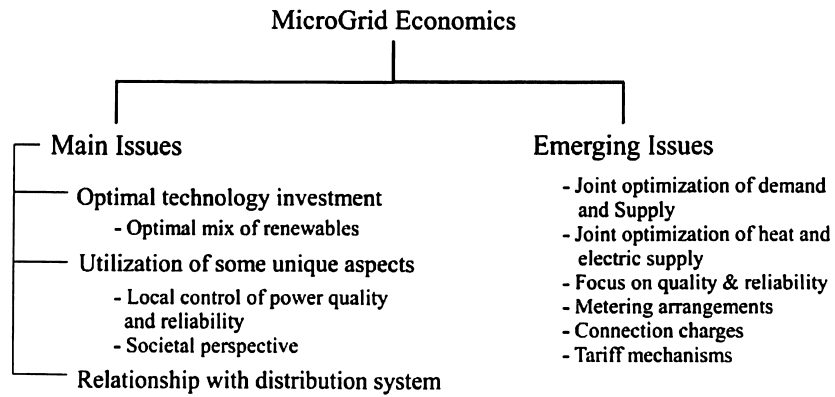 MicroGrid Economics
Main Issues
Optimal technology investment
- Optimal mix of renewables
Utilization of some unique aspects
- Local control of power quality
and reliability
- Societal perspective
Relationship with distribution system
Emerging Issues
- Joint optimization of demand
and Supply
- Joint optimization of heat and
electric supply
- Focus on quality & reliability
- Metering arrangements
- Connection charges
- Tariff mechanisms